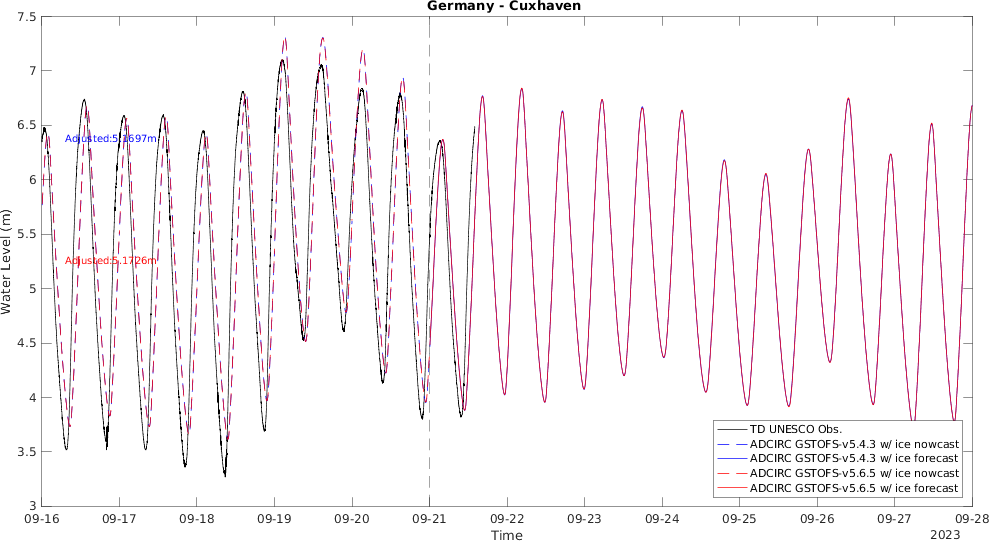 Germany - Cuxhaven
7.5
7
6.5
6
5.5
5
4.5
4
3.5
3
Water Level (m)
Adjusted:5.1697m
Adjusted:5.1726m
TD UNESCO Obs.
ADCIRC GSTOFS-v5.4.3 w/ ice nowcast
ADCIRC GSTOFS-v5.4.3 w/ ice forecast
ADCIRC GSTOFS-v5.6.5 w/ ice nowcast
ADCIRC GSTOFS-v5.6.5 w/ ice forecast
09-16 09-17 09-18 09-19 09-20 09-21 09-22 09-23 09-24 09-25 09-26 09-27 09-28
Time
2023